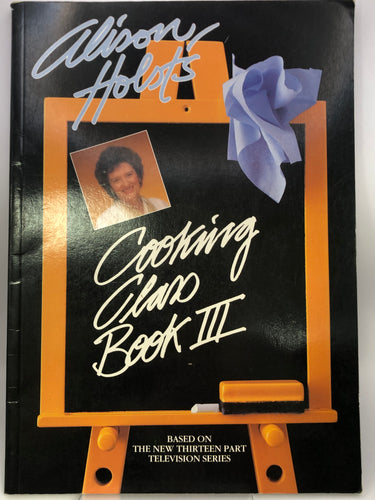 Alison
Holst's
Cooking
Class
Book III
BASED ON
THE NEW THIRTEEN PART
TELEVISION SERIES